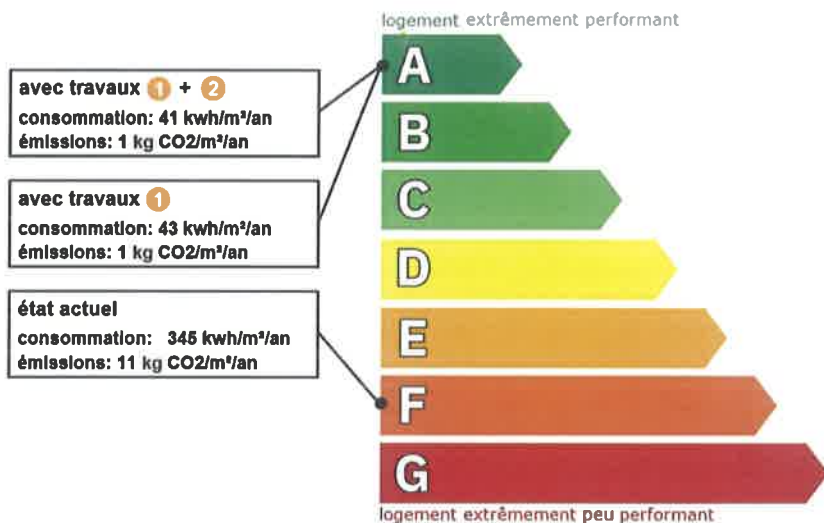 logement extrêmement performant
avec travaux 1 + 2
consommation: 41 kwh/m²/an
émissions: 1 kg CO2/m²/an
avec travaux 1
consommation: 43 kwh/m²/an
émissions: 1 kg CO2/m²/an
état actuel
consommation: 345 kwh/m²/an
émissions: 11 kg CO2/m²/an
A
B
C
D
E
F
G
logement extrêmement peu performant